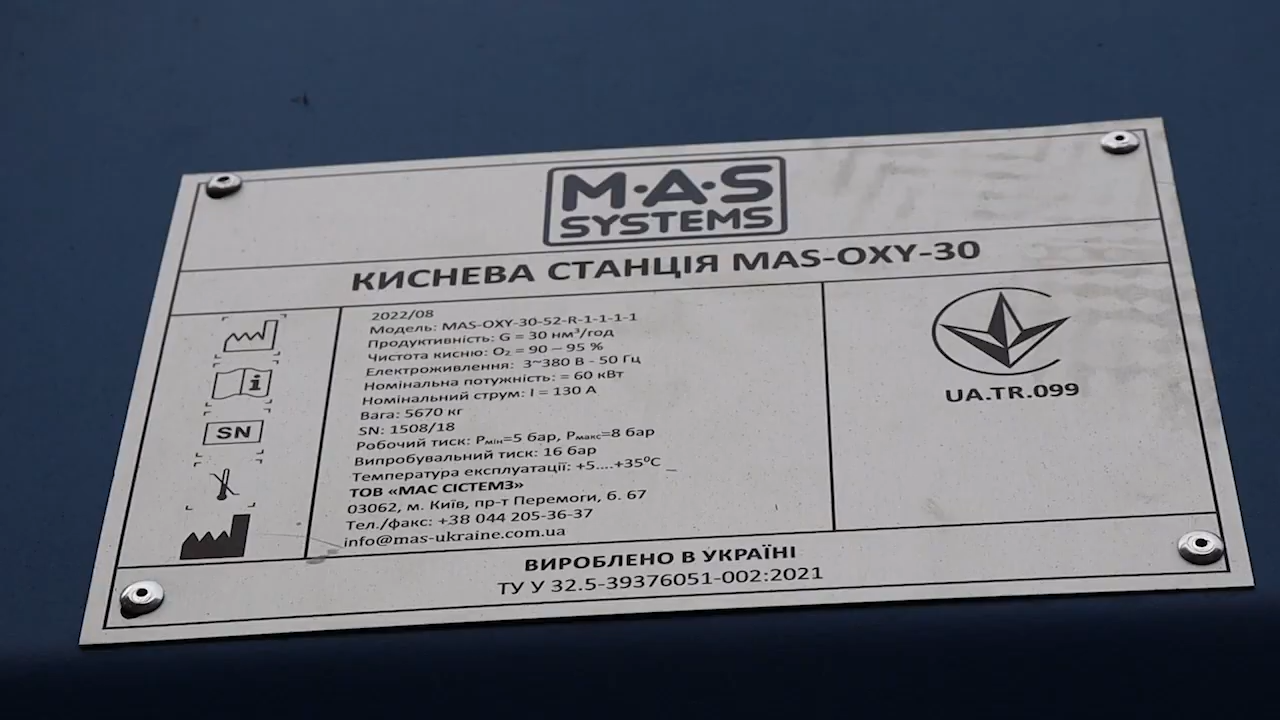 M·A·S
SYSTEMS
КИСНЕВА СТАНЦІЯ MAS-OXY-30
2022/08
Модель: MAS-OXY-30-52-R-1-1-1-1
Продуктивність: G = 30 нм³/год
Чистота кисню: O₂ = 90 – 95 %
Електроживлення: 3~380 В - 50 Гц
Номінальна потужність: = 60 кВт
Номінальний струм: I = 130 А
Вага: 5670 кг
SN: 1508/18
Робочий тиск: Рмін=5 бар, Рмакс=8 бар
Випробувальний тиск: 16 бар
Температура експлуатації: +5....+35⁰С
ТОВ «МАС СІСТЕМЗ»
03062, м. Київ, пр-т Перемоги, б. 67
Тел./факс: +38 044 205-36-37
info@mas-ukraine.com.ua
i
SN
UA.TR.099
ВИРОБЛЕНО В УКРАЇНІ
ТУ У 32.5-39376051-002:2021